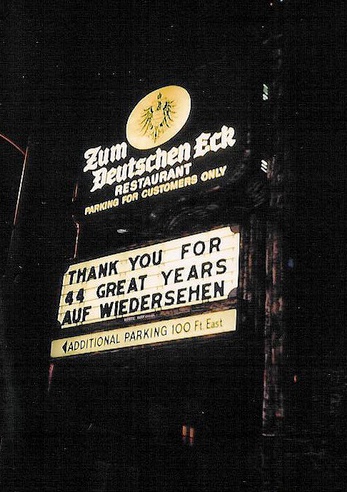 Zum
Deutschen Eck
RESTAURANT
PARKING FOR CUSTOMERS ONLY
THANK YOU FOR
44 GREAT YEARS
AUF WIEDERSEHEN
ADDITIONAL PARKING 100 Ft. East